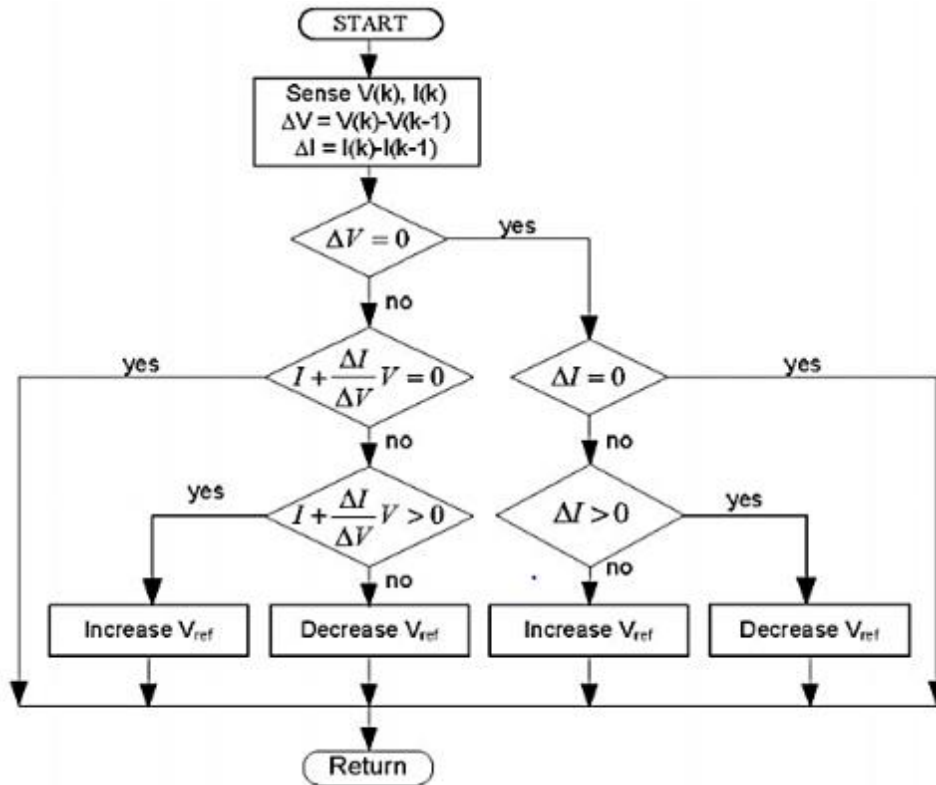 START
Sense V(k), I(k)
ΔV = V(k)-V(k-1)
ΔI = I(k)-I(k-1)
ΔV = 0
yes
no
yes
I + ΔI/ΔV V = 0
ΔI = 0
yes
no
no
yes
I + ΔI/ΔV V > 0
ΔI > 0
yes
no
no
Increase Vref
Decrease Vref
Increase Vref
Decrease Vref
Return